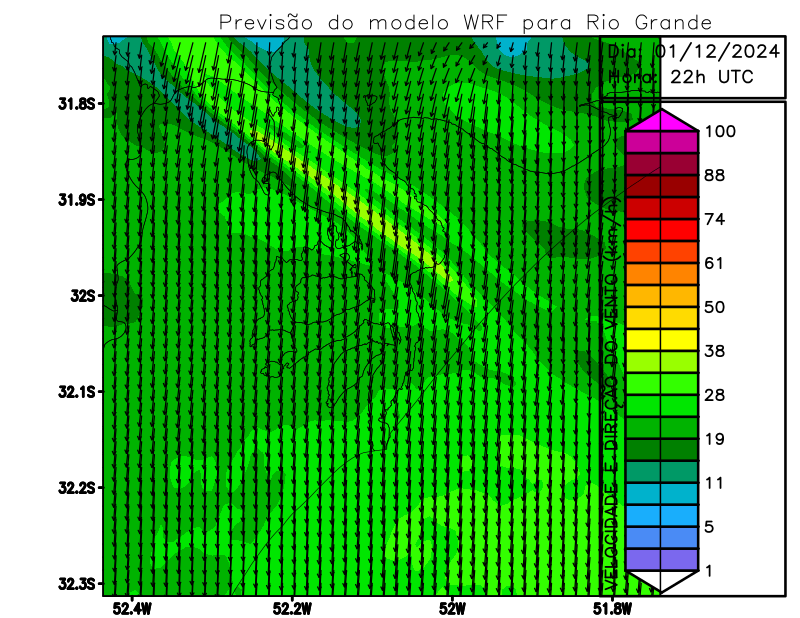 Previsão do modelo WRF para Rio Grande
Dia: 01/12/2024
Hora: 22h UTC
VELOCIDADE E DIREÇÃO DO VENTO (km/h)
100
88
74
61
50
38
28
19
11
5
1
31.8S
31.9S
32S
32.1S
32.2S
32.3S
52.4W
52.2W
52W
51.8W